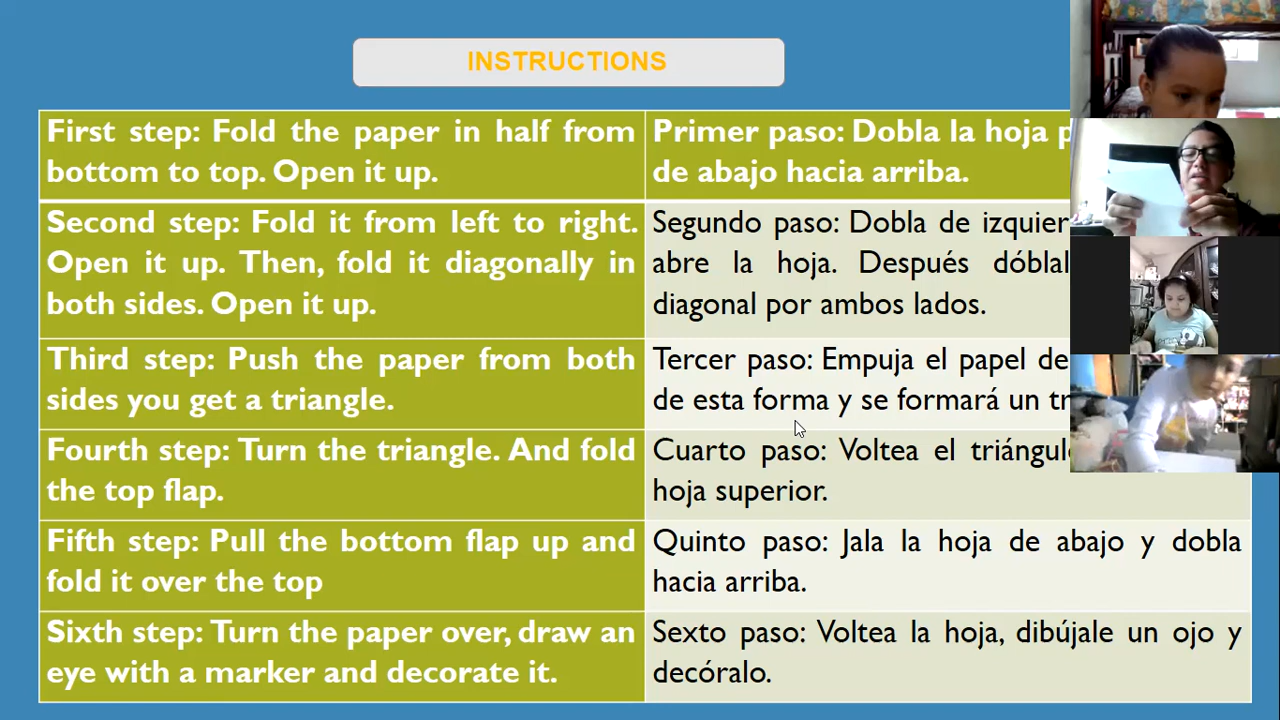 INSTRUCTIONS
First step: Fold the paper in half from
bottom to top. Open it up.
Primer paso: Dobla la hoja
de abajo hacia arriba.
Second step: Fold it from left to right.
Open it up. Then, fold it diagonally in
both sides. Open it up.
Segundo paso: Dobla de
abre la hoja. Después
diagonal por ambos lados.
Third step: Push the paper from both
sides you get a triangle.
Tercer paso: Empuja el papel
de esta forma y se formará un
Fourth step: Turn the triangle. And fold
the top flap.
Cuarto paso: Voltea el
hoja superior.
Fifth step: Pull the bottom flap up and
fold it over the top
Quinto paso: Jala la hoja de abajo y dobla
hacia arriba.
Sixth step: Turn the paper over, draw an
eye with a marker and decorate it.
Sexto paso: Voltea la hoja, dibújale un ojo y
decóralo.